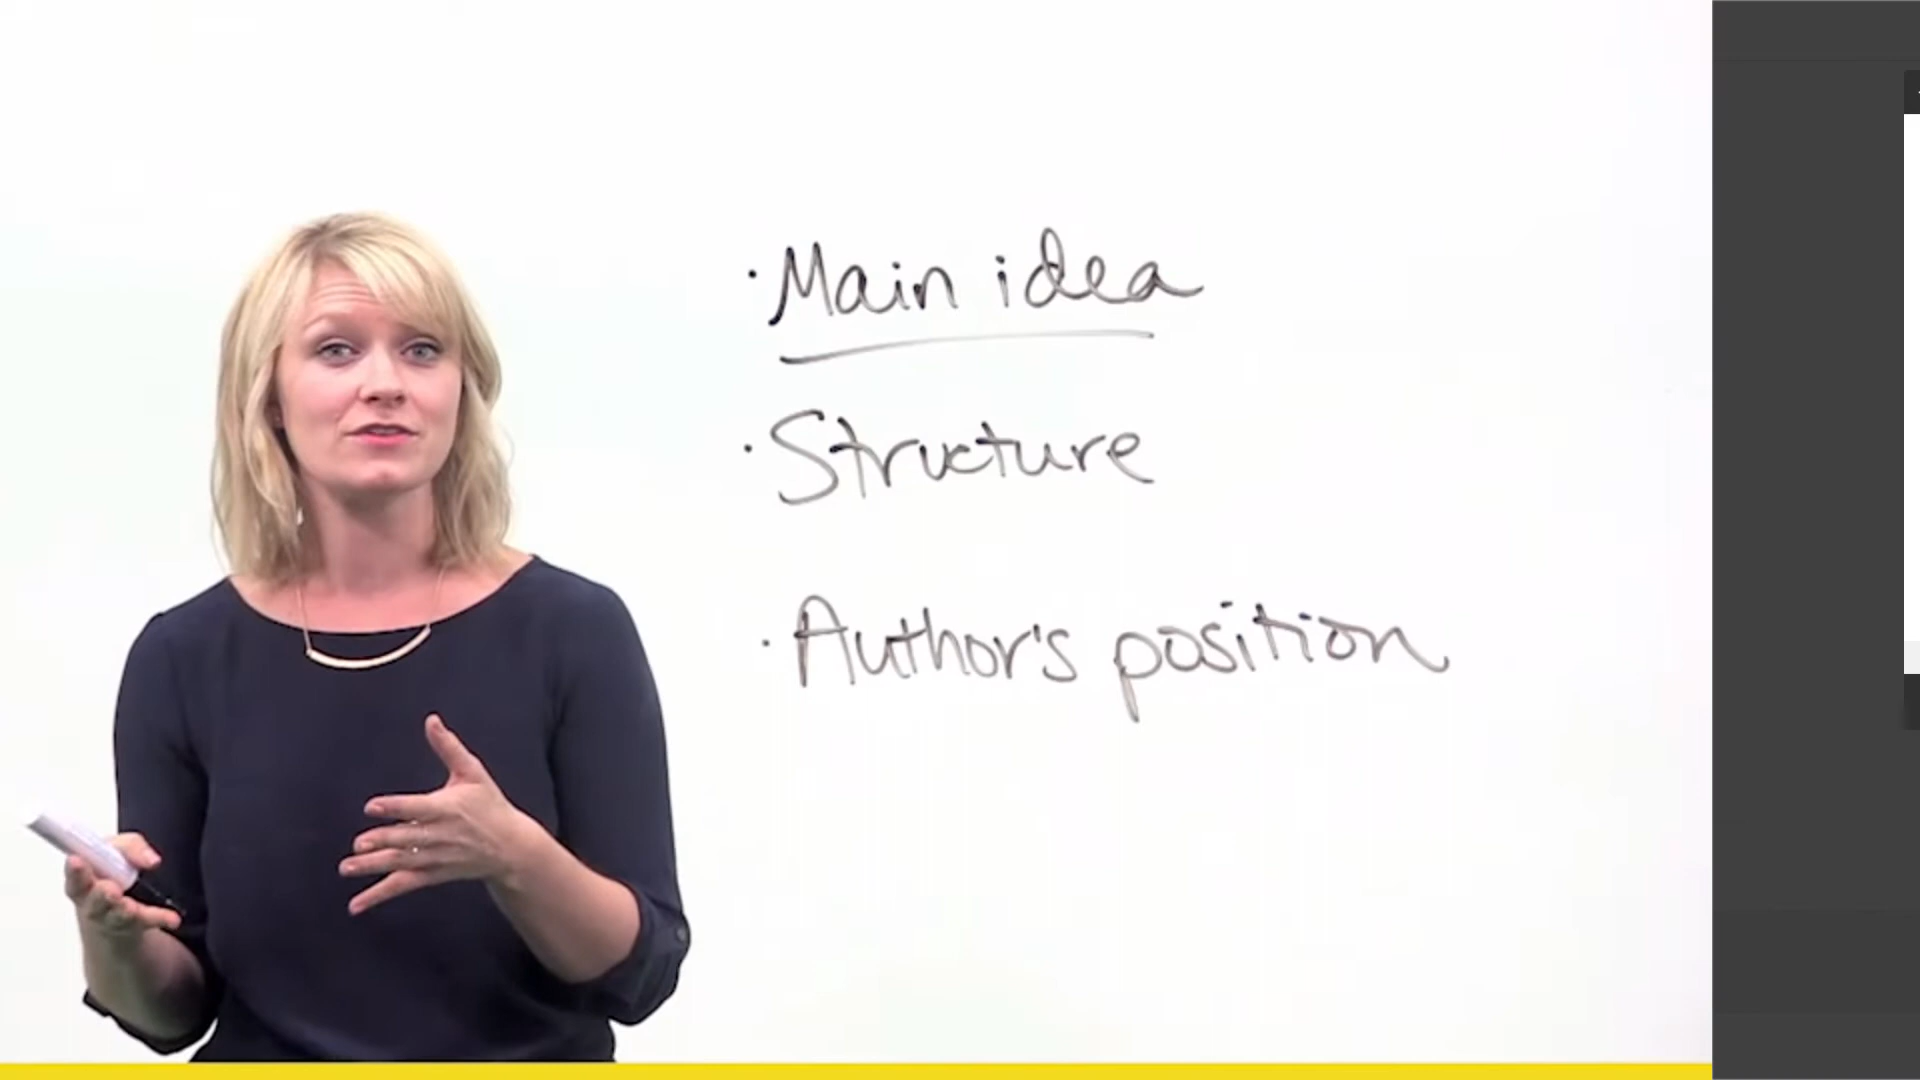 · Main idea
· Structure
· Author's position